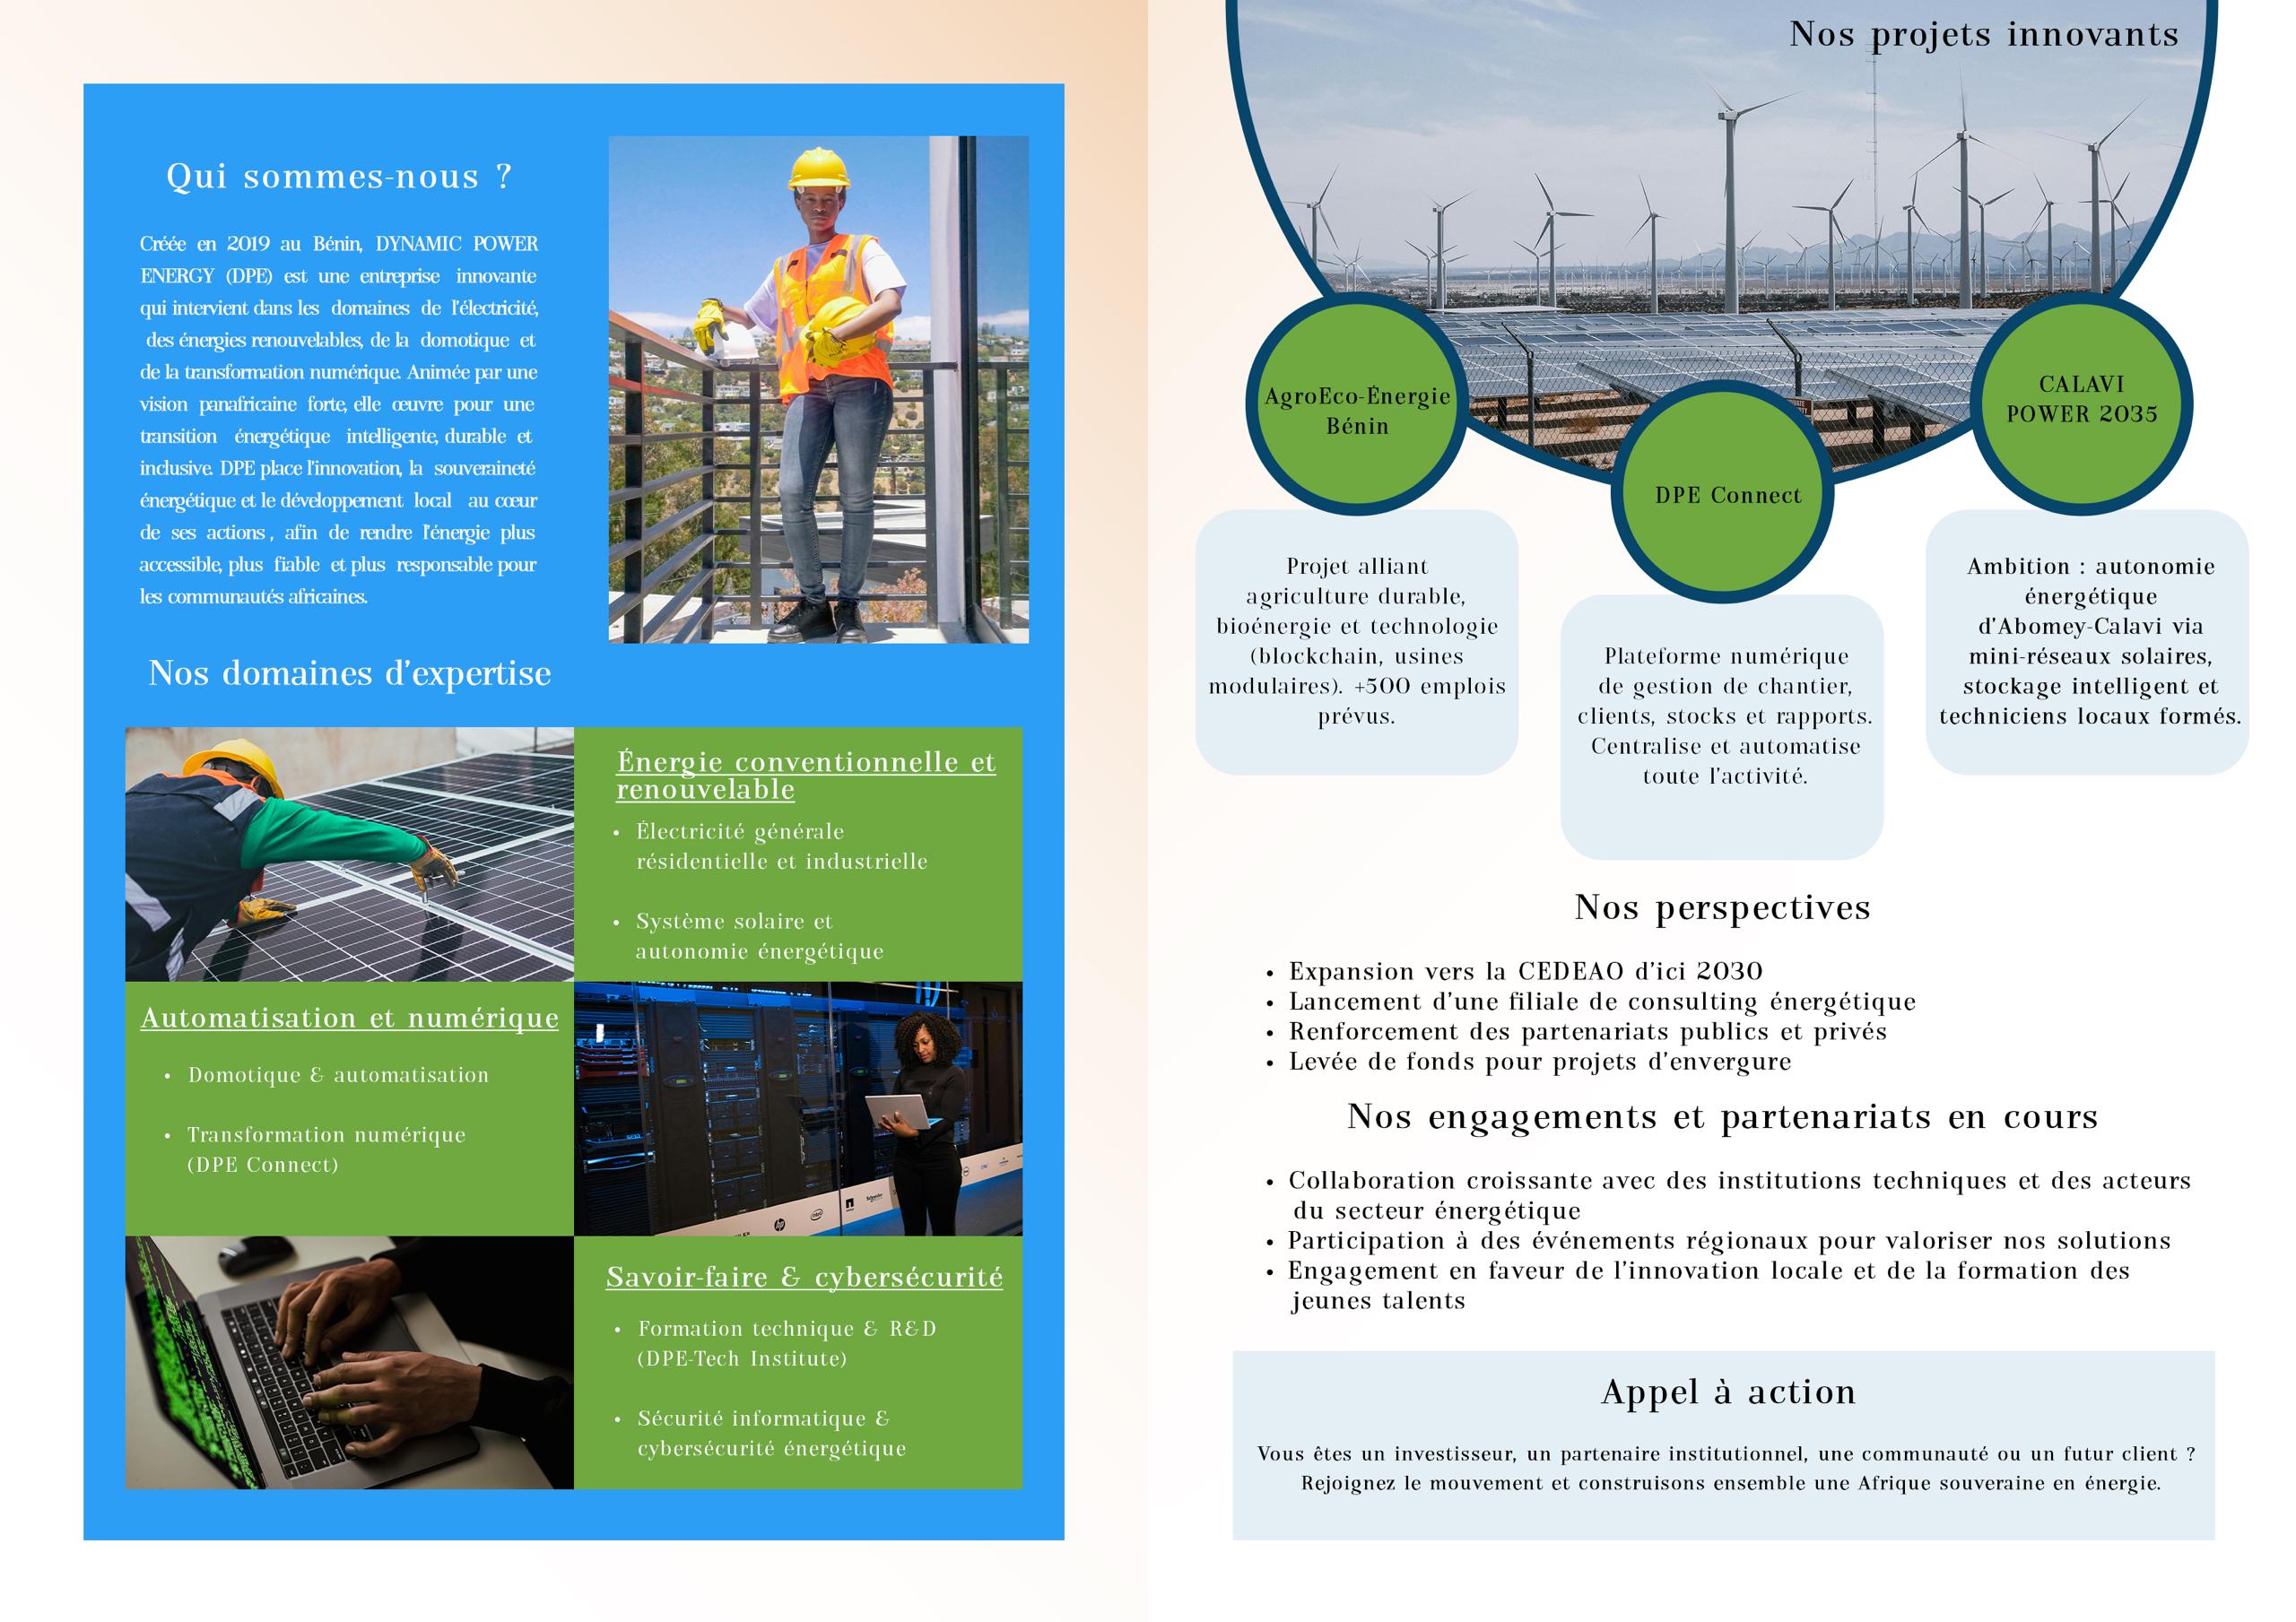 Qui sommes-nous ?
Créée en 2019 au Bénin, DYNAMIC POWER
ENERGY (DPE) est une entreprise innovante
qui intervient dans les domaines de l'électricité,
des énergies renouvelables, de la domotique et
de la transformation numérique. Animée par une
vision panafricaine forte, elle œuvre pour une
transition énergétique intelligente, durable et
inclusive. DPE place l'innovation, la souveraineté
énergétique et le développement local au cœur
de ses actions , afin de rendre l'énergie plus
accessible, plus fiable et plus responsable pour
les communautés africaines.
Nos domaines d'expertise
Énergie conventionnelle et
renouvelable
• Électricité générale
résidentielle et industrielle
• Système solaire et
autonomie énergétique
Automatisation et numérique
• Domotique & automatisation
• Transformation numérique
(DPE Connect)
hp
intel
Savoir-faire & cybersécurité
• Formation technique & R&D
(DPE-Tech Institute)
• Sécurité informatique &
cybersécurité énergétique
Nos projets innovants
AgroEco-Énergie
Bénin
Projet alliant
agriculture durable,
bioénergie et technologie
(blockchain, usines
modulaires). +500 emplois
prévus.
DPE Connect
Plateforme numérique
de gestion de chantier,
clients, stocks et rapports.
Centralise et automatise
toute l'activité.
CALAVI
POWER 2035
Ambition : autonomie
énergétique
d'Abomey-Calavi via
mini-réseaux solaires,
stockage intelligent et
techniciens locaux formés.
Nos perspectives
• Expansion vers la CEDEAO d'ici 2030
• Lancement d'une filiale de consulting énergétique
• Renforcement des partenariats publics et privés
• Levée de fonds pour projets d'envergure
Nos engagements et partenariats en cours
• Collaboration croissante avec des institutions techniques et des acteurs
du secteur énergétique
• Participation à des événements régionaux pour valoriser nos solutions
• Engagement en faveur de l'innovation locale et de la formation des
jeunes talents
Appel à action
Vous êtes un investisseur, un partenaire institutionnel, une communauté ou un futur client ?
Rejoignez le mouvement et construisons ensemble une Afrique souveraine en énergie.